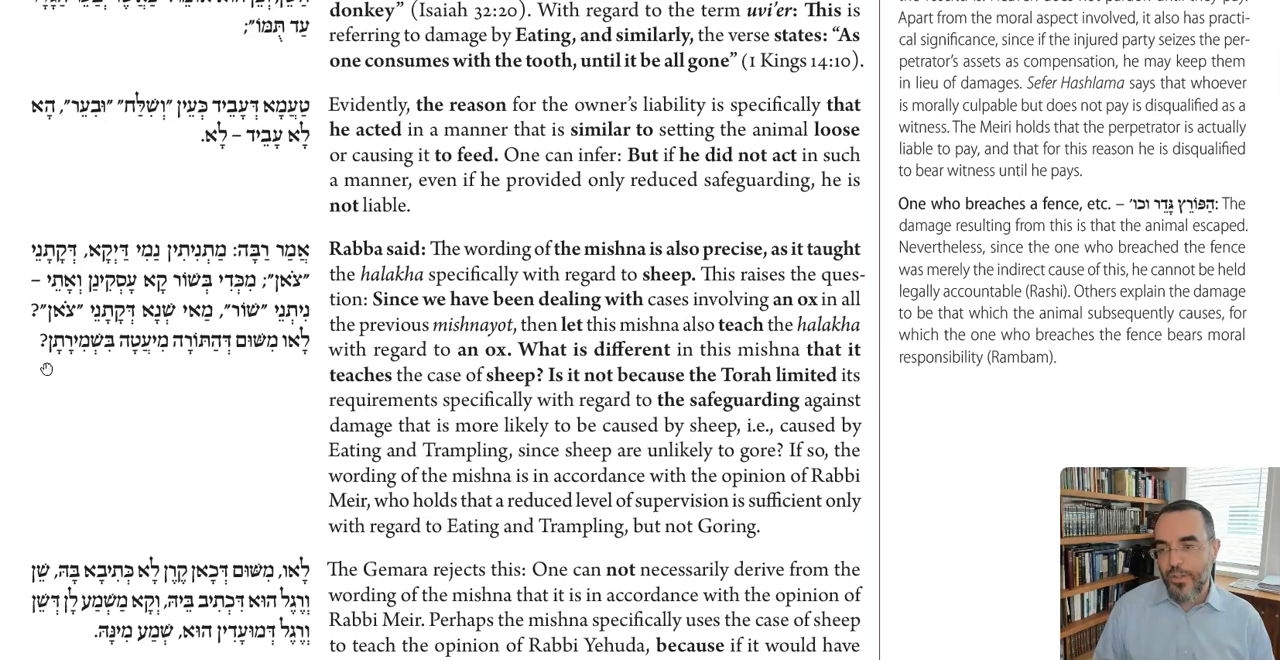 עַד תֻּמּוֹ״;
טַעְמָא דְּעָבֵיד כְּעֵין ״וְשִׁלַּח״ ״וּבִעֵר״, הָא
לָא עָבֵיד – לָא.
אָמַר רַבָּה: מַתְנִיתִין נַמֵי דַּיְקָא, דְּקָתָנֵי
״צֹאן״; מִכְּדֵי בְּשׁוֹר קָא עָסְקִינַן וְאָתֵי –
נִיתְנֵי ״שׁוֹר״, מַאי שְׁנָא דְּקָתָנֵי ״צֹאן״?
לָאו מִשּׁוּם דְּהַתּוֹרָה מִיעֲטָה בִּשְׁמִירָתָן?
לָאו, מִשּׁוּם דְּכָאן קֶרֶן לָא כְּתִיבָא בָּהּ, שֵׁן
וָרֶגֶל הוּא דִּכְתִיב בֵּיהּ, וְקָא מַשְׁמַע לַן דְּשֵׁן
וָרֶגֶל דְּמוּעָדִין הוּא, שְׁמַע מִינַּהּ.
donkey” (Isaiah 32:20). With regard to the term uvi’er: This is
referring to damage by Eating, and similarly, the verse states: “As
one consumes with the tooth, until it be all gone” (I Kings 14:10).
Evidently, the reason for the owner’s liability is specifically that
he acted in a manner that is similar to setting the animal loose
or causing it to feed. One can infer: But if he did not act in such
a manner, even if he provided only reduced safeguarding, he is
not liable.
Rabba said: The wording of the mishna is also precise, as it taught
the halakha specifically with regard to sheep. This raises the ques-
tion: Since we have been dealing with cases involving an ox in all
the previous mishnayot, then let this mishna also teach the halakha
with regard to an ox. What is different in this mishna that it
teaches the case of sheep? Is it not because the Torah limited its
requirements specifically with regard to the safeguarding against
damage that is more likely to be caused by sheep, i.e., caused by
Eating and Trampling, since sheep are unlikely to gore? If so, the
wording of the mishna is in accordance with the opinion of Rabbi
Meir, who holds that a reduced level of supervision is sufficient only
with regard to Eating and Trampling, but not Goring.
The Gemara rejects this: One can not necessarily derive from the
wording of the mishna that it is in accordance with the opinion of
Rabbi Meir. Perhaps the mishna specifically uses the case of sheep
to teach the opinion of Rabbi Yehuda, because if it would have
Apart from the moral aspect involved, it also has practi-
cal significance, since if the injured party seizes the per-
petrator’s assets as compensation, he may keep them
in lieu of damages. Sefer Hashlama says that whoever
is morally culpable but does not pay is disqualified as a
witness. The Meiri holds that the perpetrator is actually
liable to pay, and that for this reason he is disqualified
to bear witness until he pays.
One who breaches a fence, etc. – הַפּוֹרֵץ גָּדֵר וכו׳: The
damage resulting from this is that the animal escaped.
Nevertheless, since the one who breached the fence
was merely the indirect cause of this, he cannot be held
legally accountable (Rashi). Others explain the damage
to be that which the animal subsequently causes, for
which the one who breaches the fence bears moral
responsibility (Rambam).